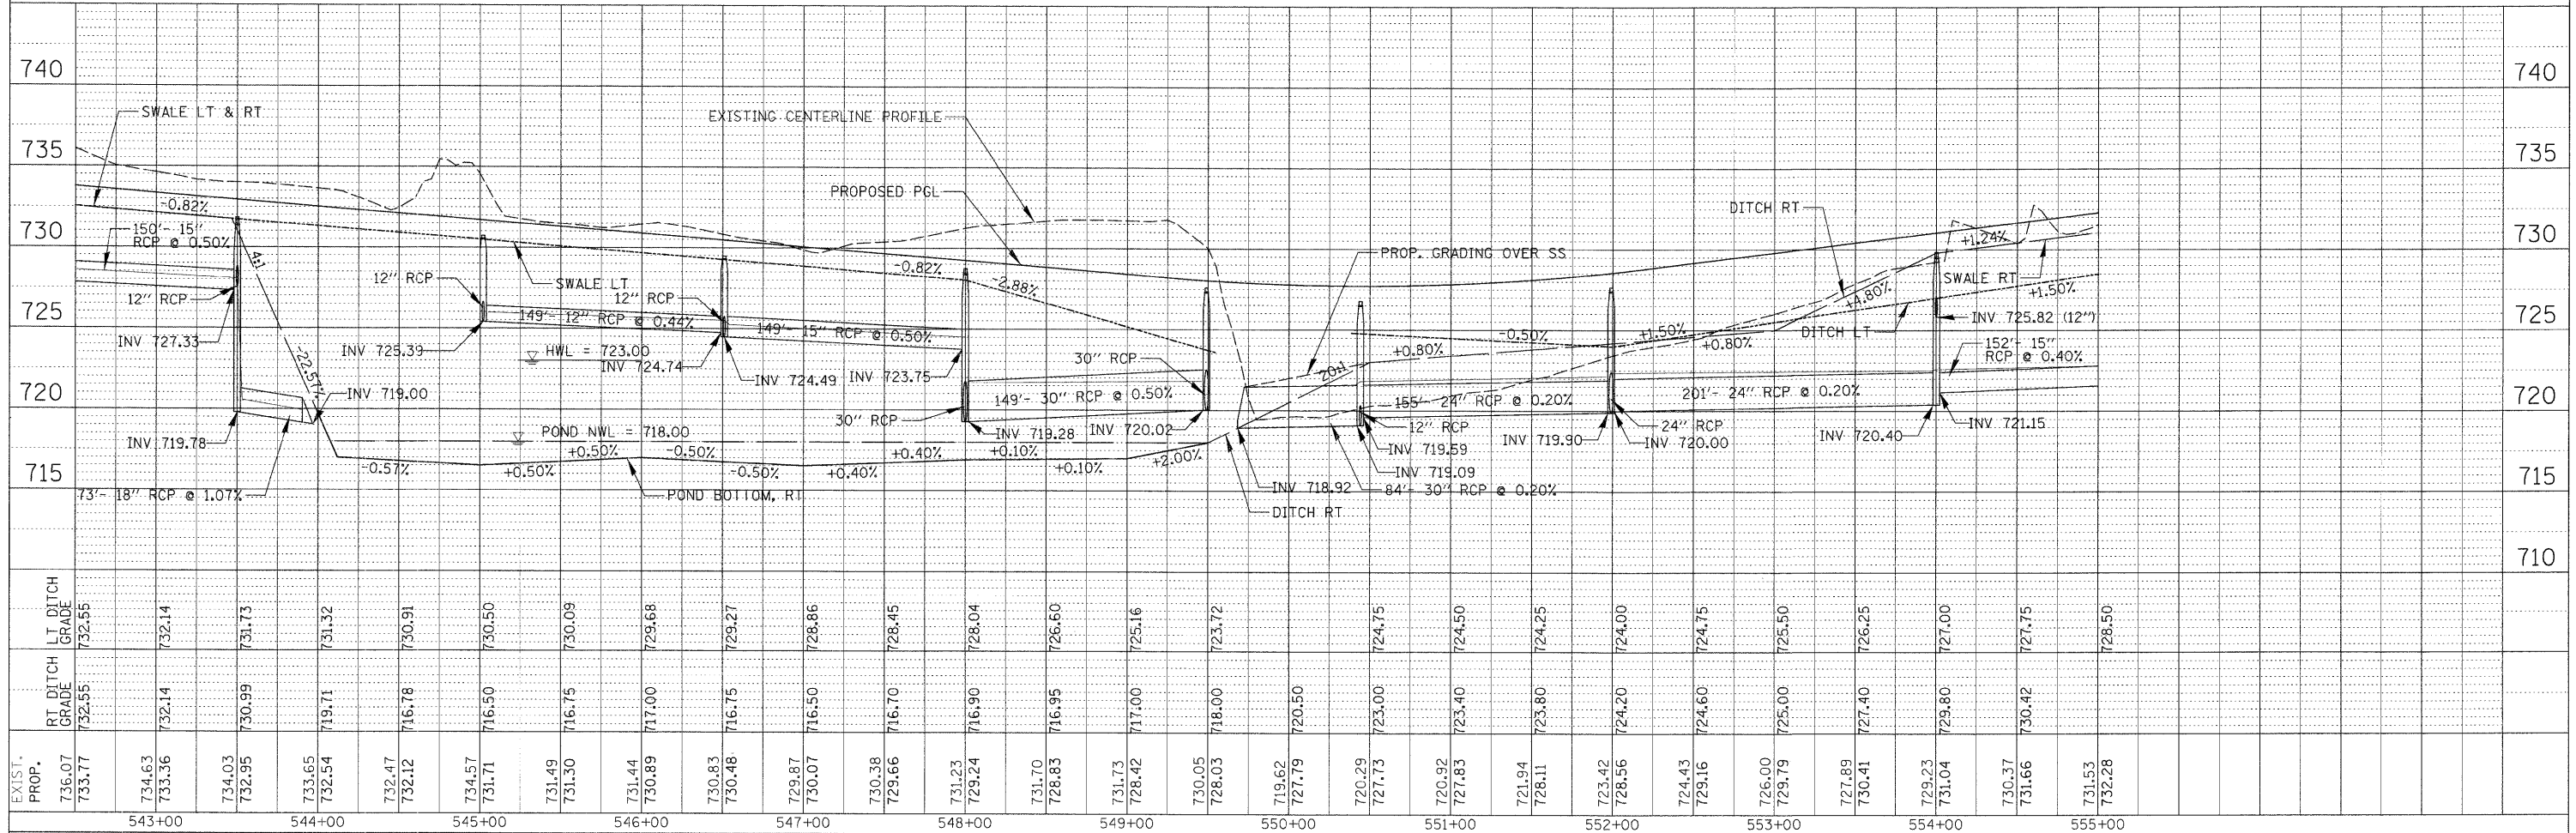 740
740
SWALE LT & RT
EXISTING CENTERLINE PROFILE
735
735
PROPOSED PGL
-0.82%
DITCH RT
730
730
150'- 15"
RCP @ 0.50%
4:1
PROP. GRADING OVER SS
+1.24%
-0.82%
SWALE LT
-2.88%
SWALE RT
12" RCP
12" RCP
12" RCP
+4.80%
+1.50%
725
725
149'- 12" RCP @ 0.44%
149'- 15" RCP @ 0.50%
-0.50%
+1.50%
DITCH LT
INV 725.82 (12")
INV 727.33
INV 725.39
HWL = 723.00
INV 724.74
INV 724.49
INV 723.75
30" RCP
+0.80%
+0.80%
152'- 15"
RCP @ 0.40%
-22.57%
20:1
INV 719.00
720
720
149'- 30" RCP @ 0.50%
155'- 24" RCP @ 0.20%
201'- 24" RCP @ 0.20%
30" RCP
12" RCP
24" RCP
INV 719.78
POND NWL = 718.00
INV 719.28
INV 720.02
INV 719.59
INV 719.90
INV 720.00
INV 720.40
INV 721.15
715
715
-0.57%
+0.50%
+0.50%
-0.50%
-0.50%
+0.40%
+0.40%
+0.10%
+0.10%
+2.00%
INV 719.09
73'- 18" RCP @ 1.07%
POND BOTTOM, RT
INV 718.92
84'- 30" RCP @ 0.20%
DITCH RT
710
710
LT DITCH
GRADE
732.55 732.14 731.73 731.32 730.91 730.50 730.09 729.68 729.27 728.86 728.45 728.04 726.60 725.16 723.72 724.75 724.50 724.25 724.00 724.75 725.50 726.25 727.00 727.75 728.50
RT DITCH
GRADE
732.55 732.14 730.99 719.71 716.78 716.50 716.75 717.00 716.75 716.50 716.70 716.90 716.95 717.00 718.00 720.50 723.00 723.40 723.80 724.20 724.60 725.00 727.40 729.80 730.42
EXIST.
736.07 734.63 734.03 733.65 732.47 734.57 731.49 731.44 730.83 729.87 730.38 731.23 731.70 731.73 730.05 719.62 720.29 720.92 721.94 723.42 724.43 726.00 727.89 729.23 730.37 731.53
PROP.
733.77 733.36 732.95 732.54 732.12 731.71 731.30 730.89 730.48 730.07 729.66 729.24 728.83 728.42 728.03 727.79 727.73 727.83 728.11 728.56 729.16 729.79 730.41 731.04 731.66 732.28
543+00 544+00 545+00 546+00 547+00 548+00 549+00 550+00 551+00 552+00 553+00 554+00 555+00